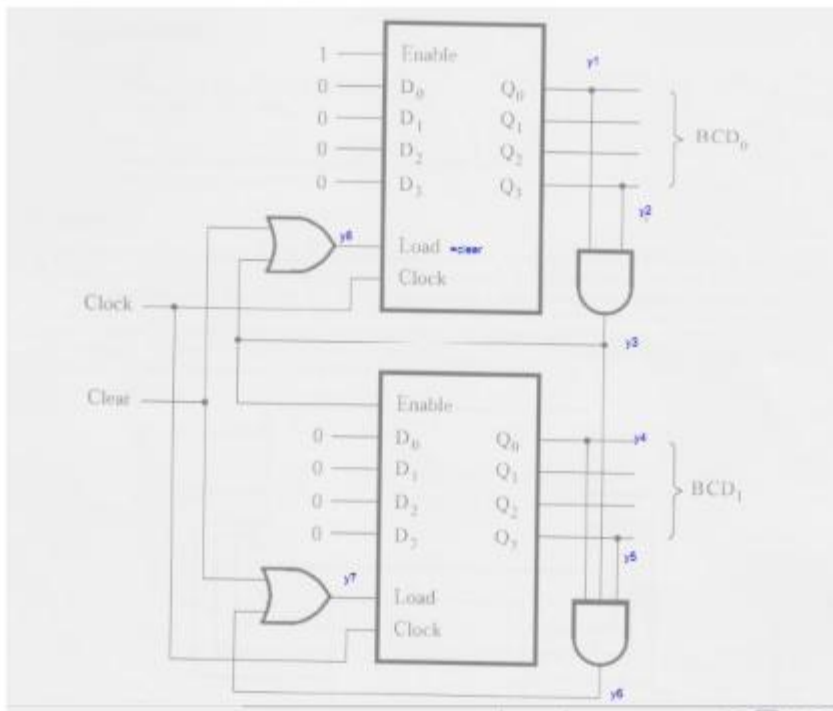 1 Enable
y1
0 D0 Q0
0 D1 Q1
BCD0
0 D2 Q2
0 D3 Q3
y2
y8
Load =clear
Clock
Clock
y3
Clear
Enable
0 D0 Q0 y4
0 D1 Q1
BCD1
0 D2 Q2
0 D3 Q3
y5
y7
Load
Clock
y6